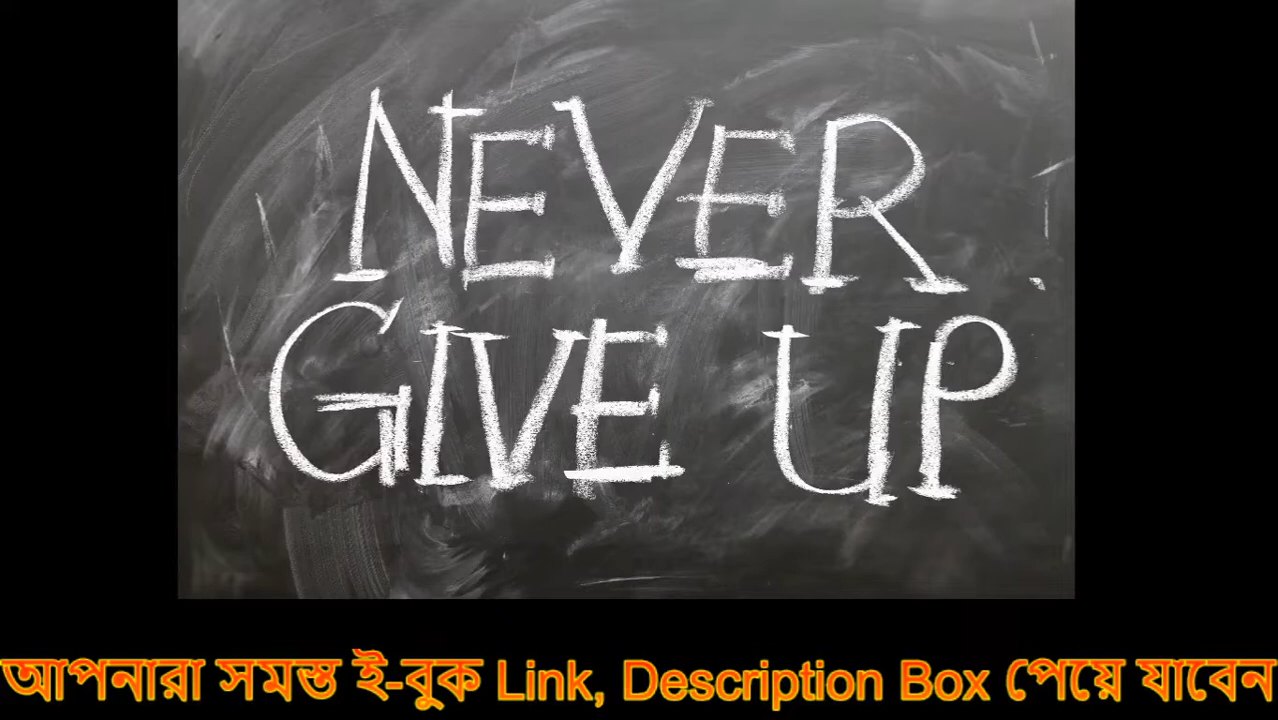 NEVER
GIVE UP
আপনারা সমস্ত ই-বুক Link, Description Box পেয়ে যাবেন